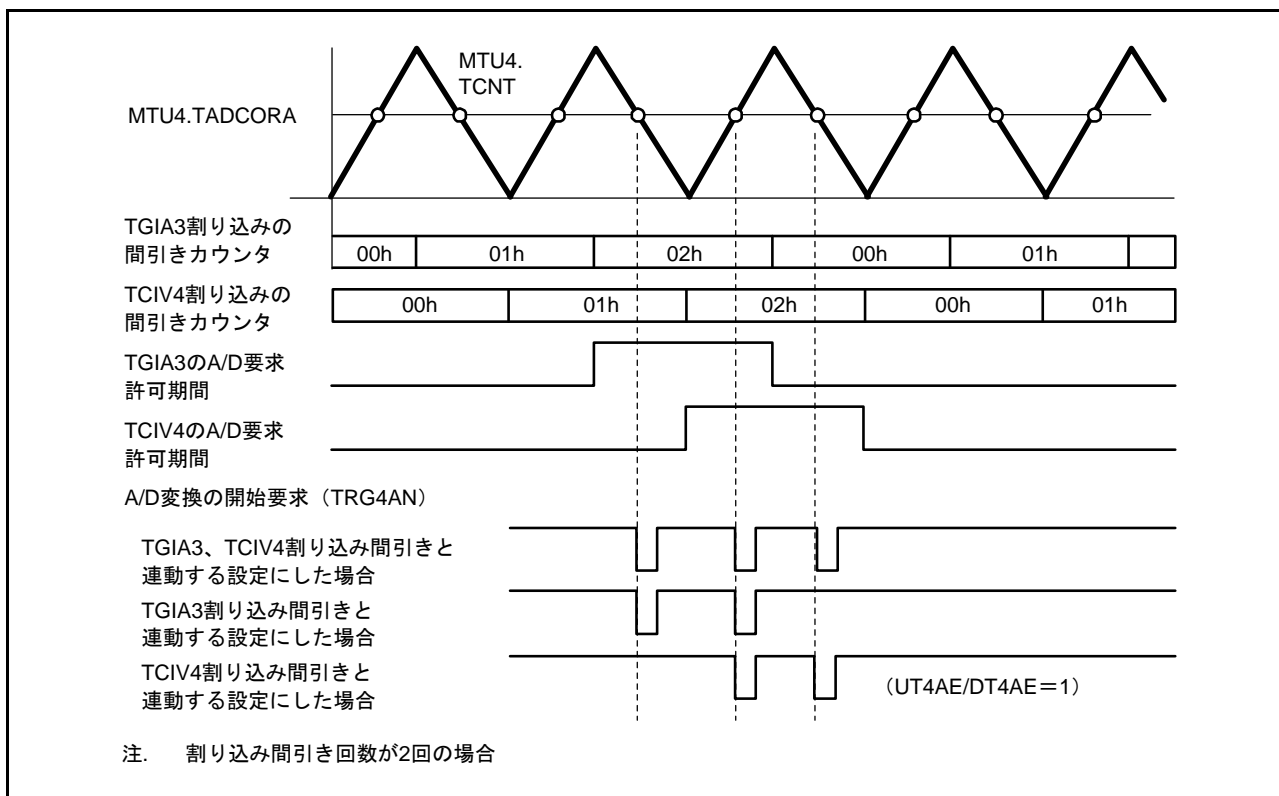 MTU4.
TCNT
MTU4.TADCORA
TGIA3割り込みの
間引きカウンタ
00h 01h 02h 00h 01h
TCIV4割り込みの
間引きカウンタ
00h 01h 02h 00h 01h
TGIA3のA/D要求
許可期間
TCIV4のA/D要求
許可期間
A/D変換の開始要求（TRG4AN）
TGIA3、TCIV4割り込み間引きと
連動する設定にした場合
TGIA3割り込み間引きと
連動する設定にした場合
TCIV4割り込み間引きと
連動する設定にした場合
（UT4AE/DT4AE＝1）
注. 割り込み間引き回数が2回の場合